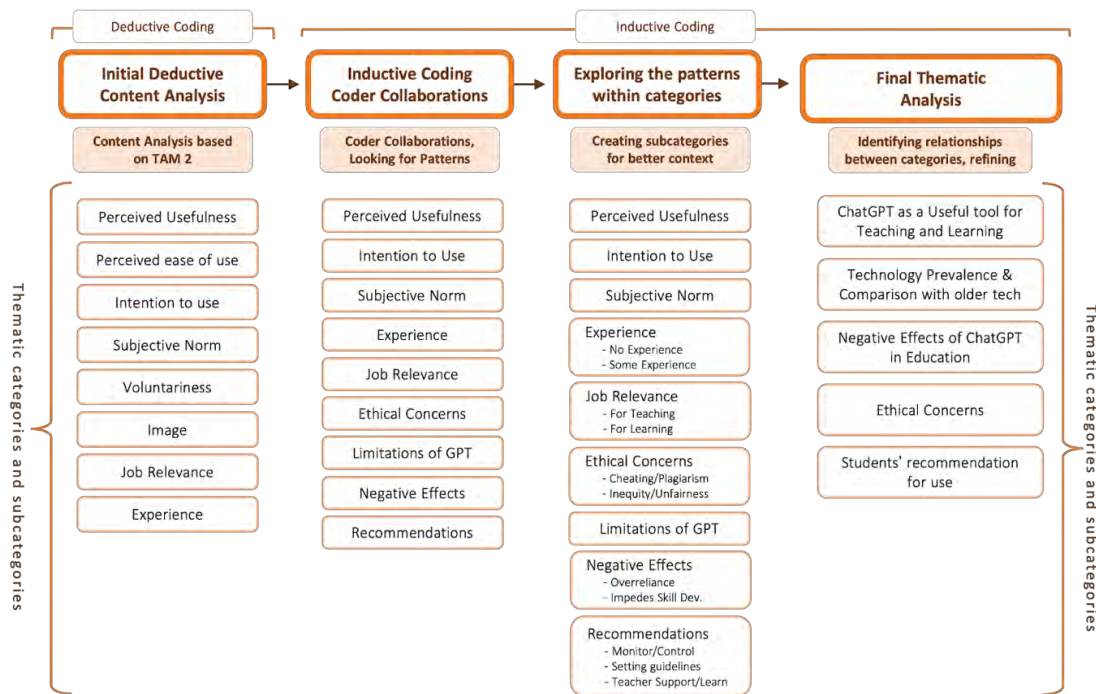 Deductive Coding
Inductive Coding
Initial Deductive
Content Analysis
Inductive Coding
Coder Collaborations
Exploring the patterns
within categories
Final Thematic
Analysis
Content Analysis based
on TAM 2
Coder Collaborations,
Looking for Patterns
Creating subcategories
for better context
Identifying relationships
between categories, refining
Thematic categories and subcategories
Perceived Usefulness
Perceived ease of use
Intention to use
Subjective Norm
Voluntariness
Image
Job Relevance
Experience
Perceived Usefulness
Intention to Use
Subjective Norm
Experience
Job Relevance
Ethical Concerns
Limitations of GPT
Negative Effects
Recommendations
Perceived Usefulness
Intention to Use
Subjective Norm
Experience
- No Experience
- Some Experience
Job Relevance
- For Teaching
- For Learning
Ethical Concerns
- Cheating/Plagiarism
- Inequity/Unfairness
Limitations of GPT
Negative Effects
- Overreliance
- Impedes Skill Dev.
Recommendations
- Monitor/Control
- Setting guidelines
- Teacher Support/Learn
ChatGPT as a Useful tool for
Teaching and Learning
Technology Prevalence &
Comparison with older tech
Negative Effects of ChatGPT
in Education
Ethical Concerns
Students' recommendation
for use
Thematic categories and subcategories